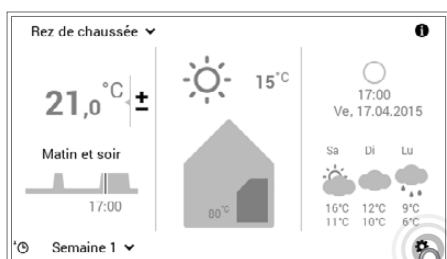 Rez de chaussée
21,0 °C ±
Matin et soir
17:00
Semaine 1
15°C
80°C
17:00
Ve, 17.04.2015
Sa Di Lu
16°C 12°C 9°C
11°C 10°C 6°C